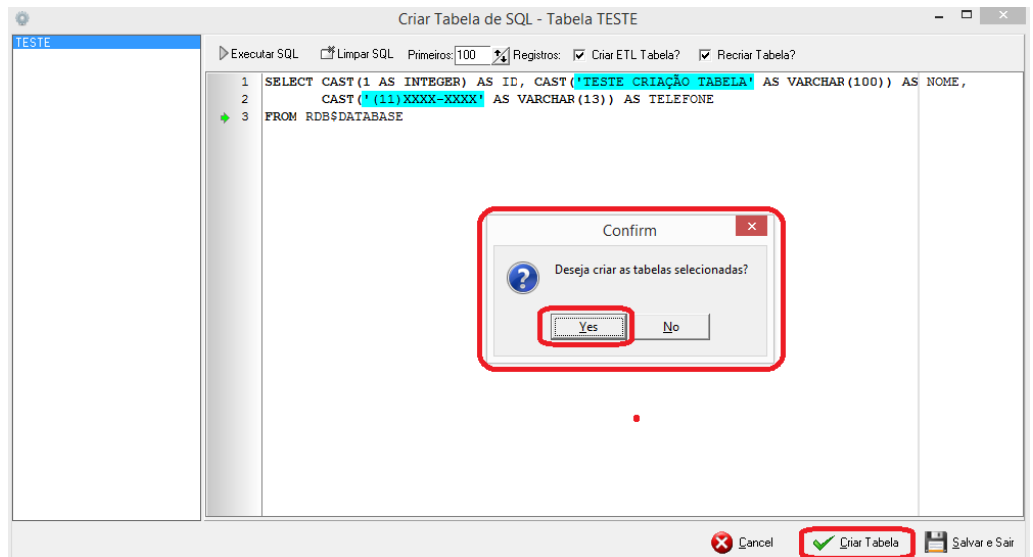 Criar Tabela de SQL - Tabela TESTE
TESTE
Executar SQL Limpar SQL Primeiros: 100 Registros: Criar ETL Tabela? Recriar Tabela?
1 SELECT CAST(1 AS INTEGER) AS ID, CAST('TESTE CRIAÇÃO TABELA' AS VARCHAR(100)) AS NOME,
2 CAST('(11)XXXX-XXXX' AS VARCHAR(13)) AS TELEFONE
3 FROM RDB$DATABASE
Confirm
Deseja criar as tabelas selecionadas?
Yes No
Cancel Criar Tabela Salvar e Sair